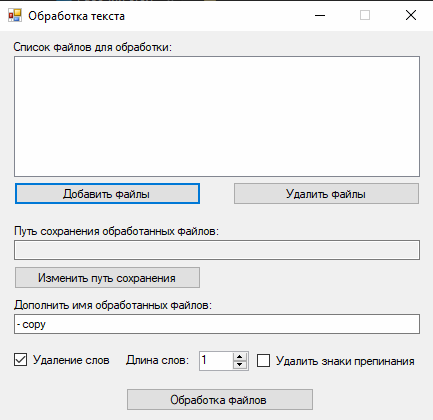 Обработка текста
Список файлов для обработки:
Добавить файлы Удалить файлы
Путь сохранения обработанных файлов:
Изменить путь сохранения
Дополнить имя обработанных файлов:
- copy
Удаление слов Длина слов: 1 Удалить знаки препинания
Обработка файлов